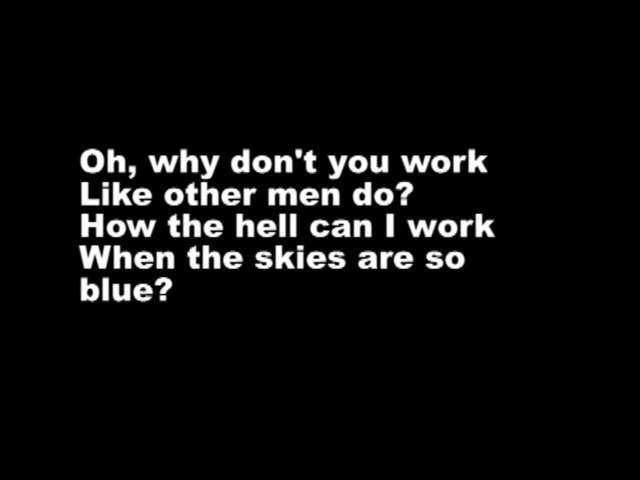 Oh, why don't you work
Like other men do?
How the hell can I work
When the skies are so
blue?